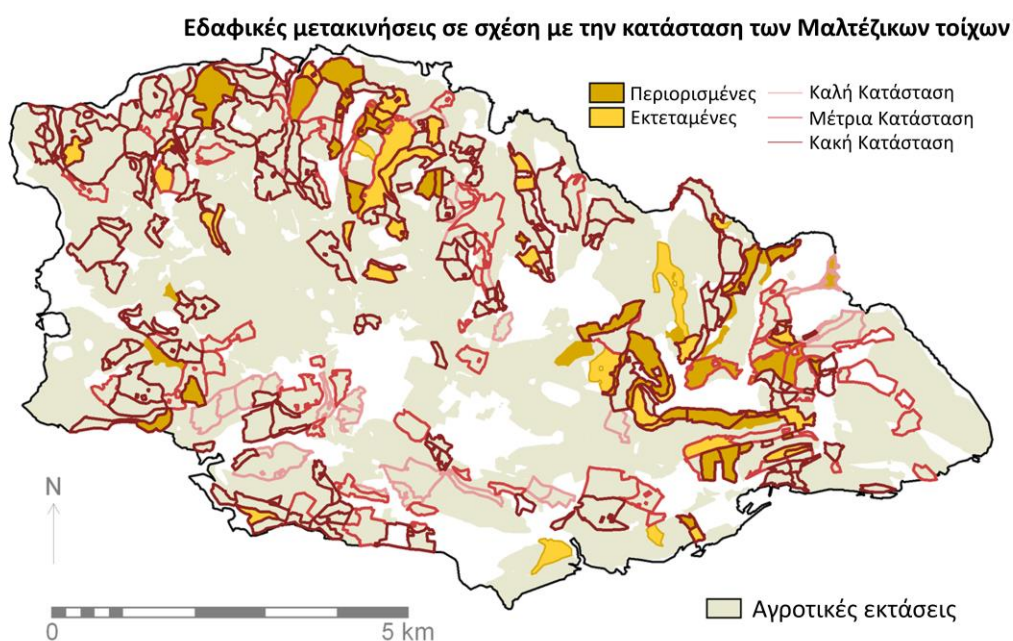 Εδαφικές μετακινήσεις σε σχέση με την κατάσταση των Μαλτέζικων τοίχων
Περιορισμένες
Εκτεταμένες
Καλή Κατάσταση
Μέτρια Κατάσταση
Κακή Κατάσταση
N
0 5 km
Αγροτικές εκτάσεις